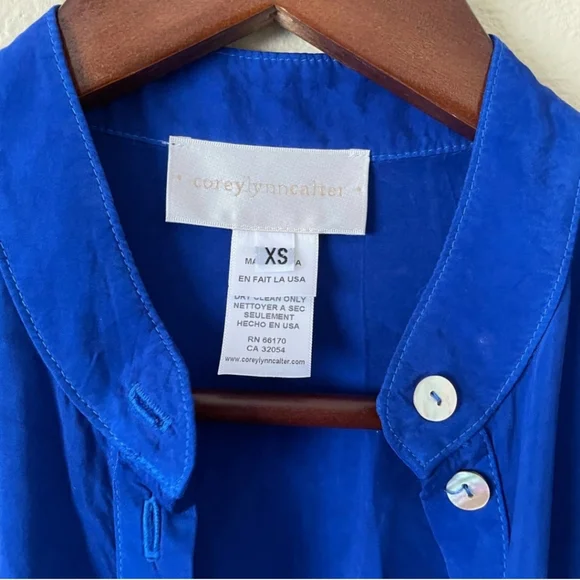 coreylynncalter
XS
MA A
EN FAIT LA USA
DRY CLEAN ONLY
NETTOYER A SEC
SEULEMENT
HECHO EN USA
RN 66170
CA 32054
www.coreylynncalter.com